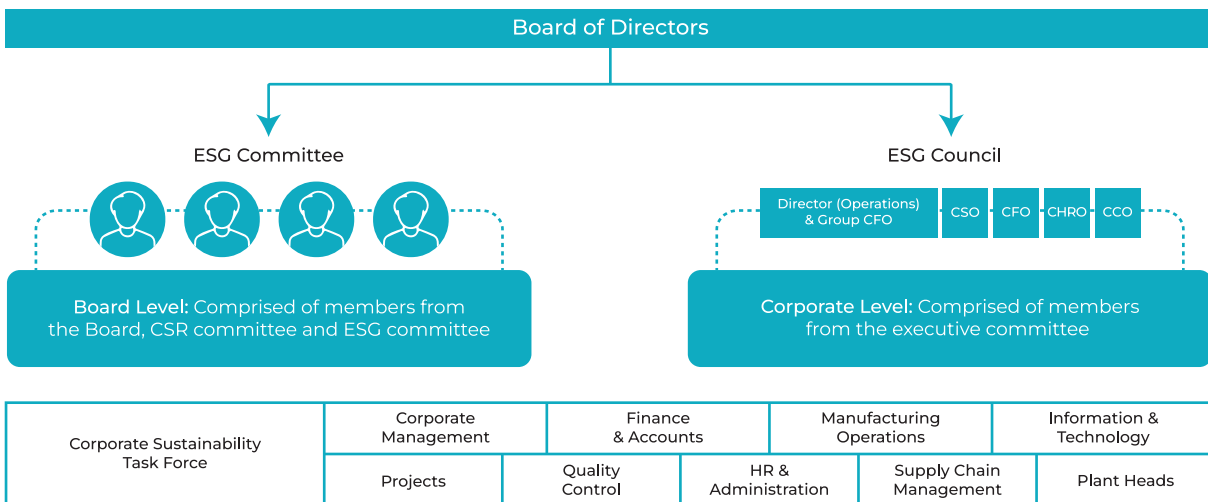 Board of Directors
ESG Committee
ESG Council
Director (Operations)
& Group CFO
CSO
CFO
CHRO
CCO
Board Level: Comprised of members from
the Board, CSR committee and ESG committee
Corporate Level: Comprised of members
from the executive committee
Corporate Sustainability
Task Force
Corporate
Management
Finance
& Accounts
Manufacturing
Operations
Information &
Technology
Projects
Quality
Control
HR &
Administration
Supply Chain
Management
Plant Heads